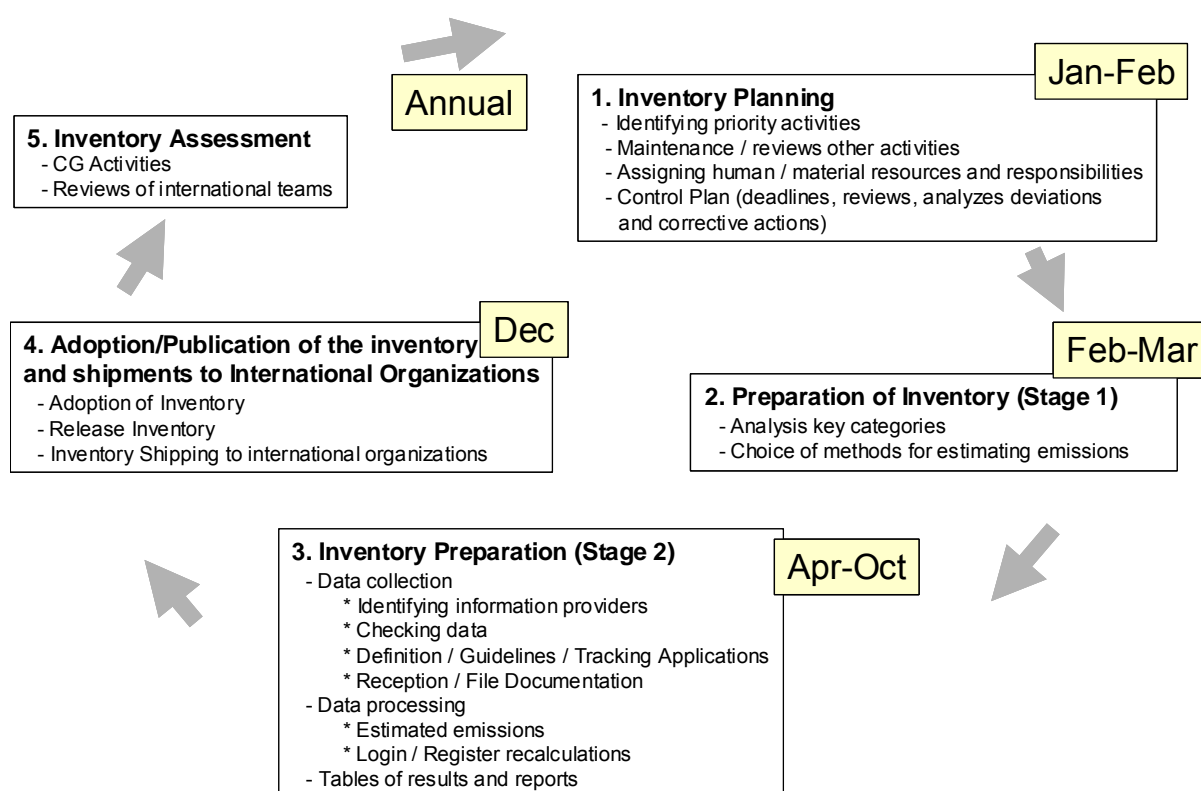 Annual
Jan-Feb
1. Inventory Planning
- Identifying priority activities
- Maintenance / reviews other activities
- Assigning human / material resources and responsibilities
- Control Plan (deadlines, reviews, analyzes deviations
and corrective actions)
Feb-Mar
2. Preparation of Inventory (Stage 1)
- Analysis key categories
- Choice of methods for estimating emissions
Apr-Oct
3. Inventory Preparation (Stage 2)
- Data collection
* Identifying information providers
* Checking data
* Definition / Guidelines / Tracking Applications
* Reception / File Documentation
- Data processing
* Estimated emissions
* Login / Register recalculations
- Tables of results and reports
Dec
4. Adoption/Publication of the inventory
and shipments to International Organizations
- Adoption of Inventory
- Release Inventory
- Inventory Shipping to international organizations
5. Inventory Assessment
- CG Activities
- Reviews of international teams